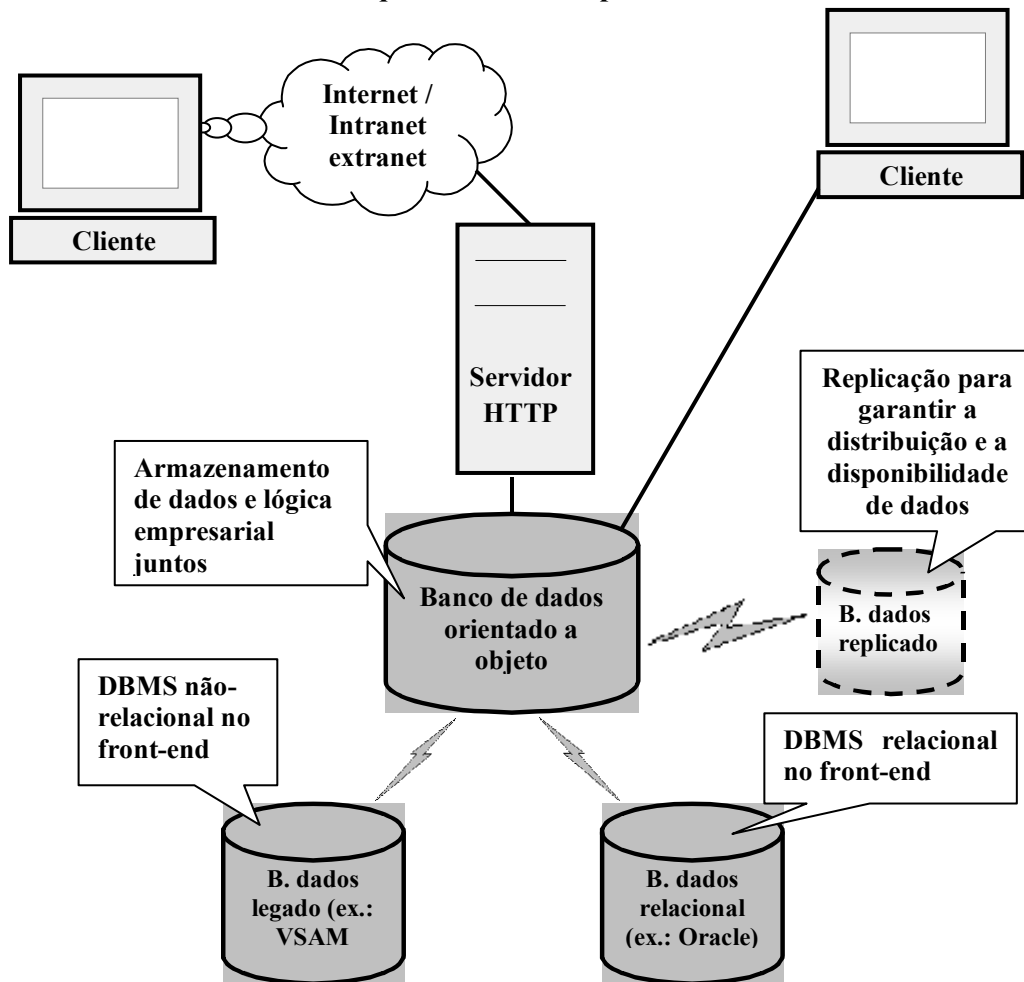 Internet /
Intranet
extranet
Cliente
Cliente
Servidor
HTTP
Replicação para
garantir a
distribuição e a
disponibilidade
de dados
Armazenamento
de dados e lógica
empresarial
juntos
Banco de dados
orientado a
objeto
B. dados
replicado
DBMS não-
relacional no
front-end
DBMS relacional
no front-end
B. dados
legado (ex.:
VSAM
B. dados
relacional
(ex.: Oracle)